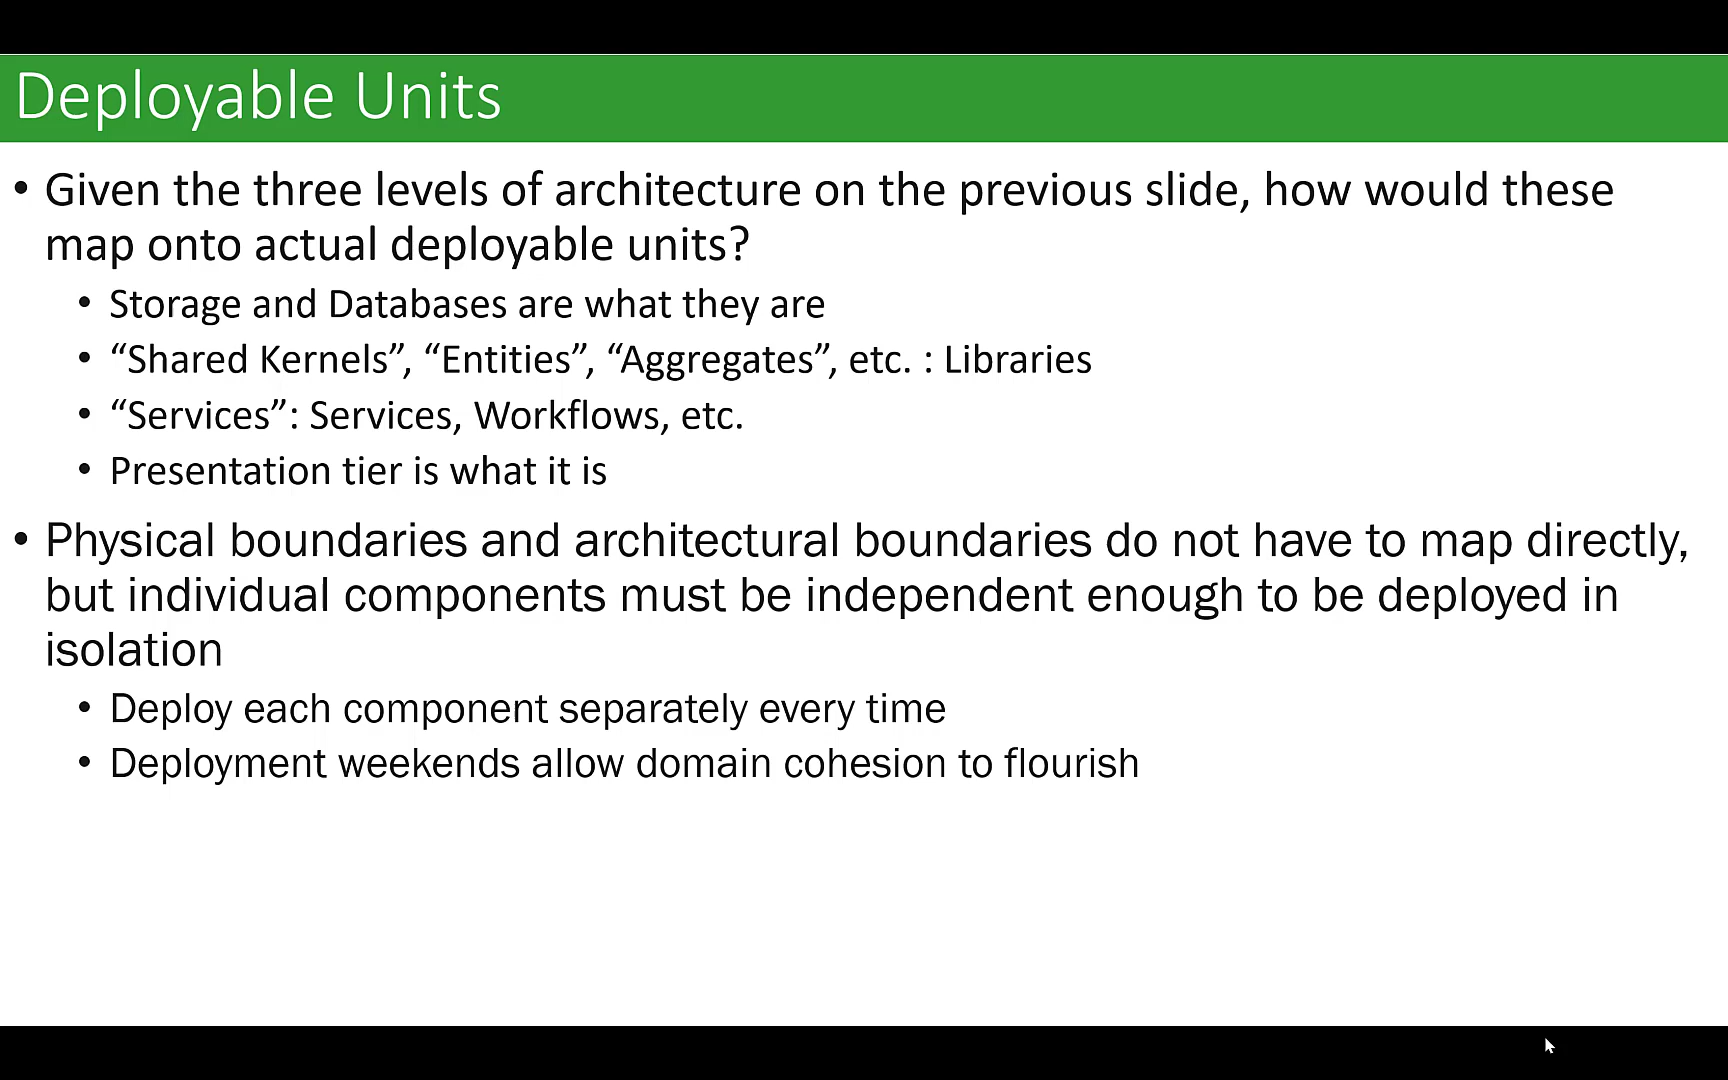 Deployable Units
• Given the three levels of architecture on the previous slide, how would these
map onto actual deployable units?
• Storage and Databases are what they are
• “Shared Kernels”, “Entities”, “Aggregates”, etc. : Libraries
• “Services”: Services, Workflows, etc.
• Presentation tier is what it is
• Physical boundaries and architectural boundaries do not have to map directly,
but individual components must be independent enough to be deployed in
isolation
• Deploy each component separately every time
• Deployment weekends allow domain cohesion to flourish